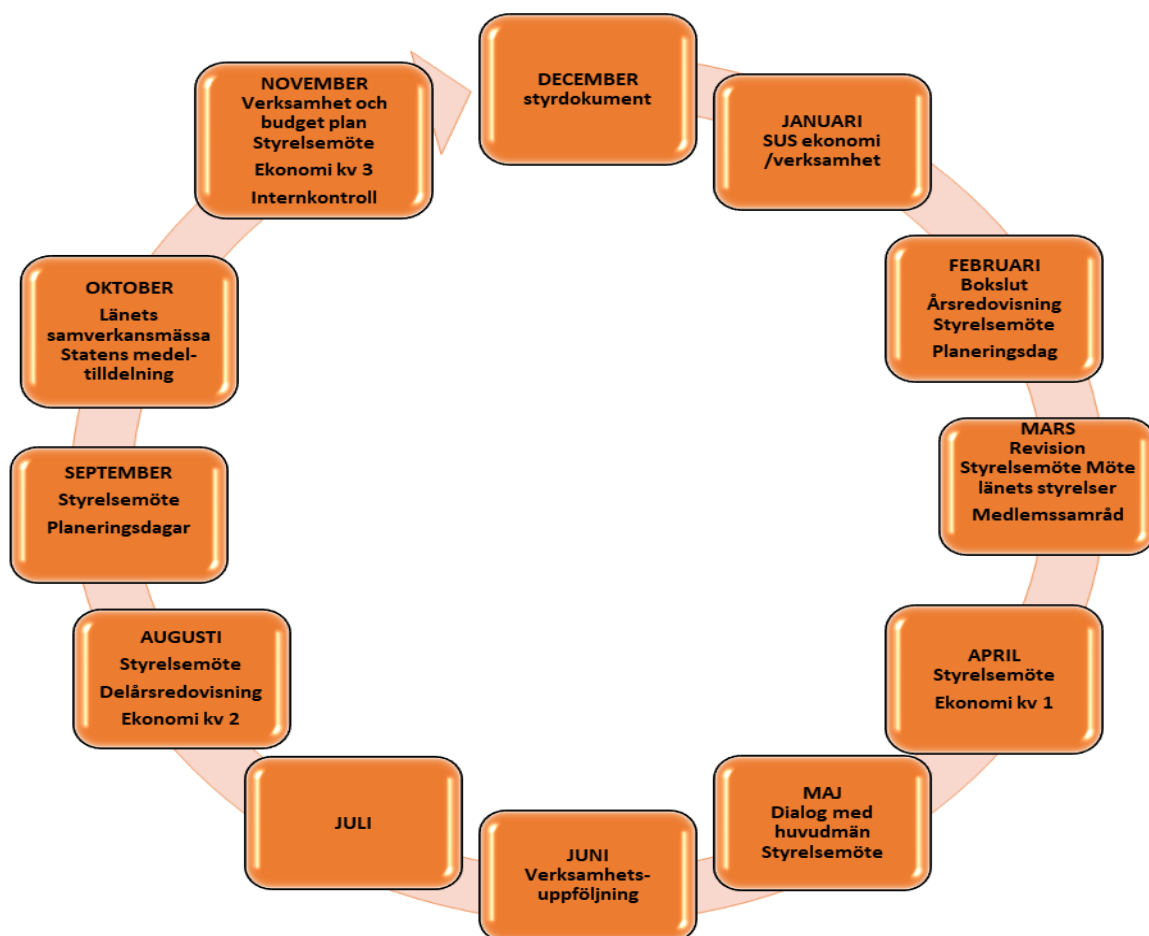 DECEMBER
styrdokument
JANUARI
SUS ekonomi
/verksamhet
FEBRUARI
Bokslut
Årsredovisning
Styrelsemöte
Planeringsdag
MARS
Revision
Styrelsemöte Möte
länets styrelser
Medlemssamråd
APRIL
Styrelsemöte
Ekonomi kv 1
MAJ
Dialog med
huvudmän
Styrelsemöte
JUNI
Verksamhets-
uppföljning
JULI
AUGUSTI
Styrelsemöte
Delårsredovisning
Ekonomi kv 2
SEPTEMBER
Styrelsemöte
Planeringsdagar
OKTOBER
Länets
samverkansmässa
Statens medel-
tilldelning
NOVEMBER
Verksamhet och
budget plan
Styrelsemöte
Ekonomi kv 3
Internkontroll